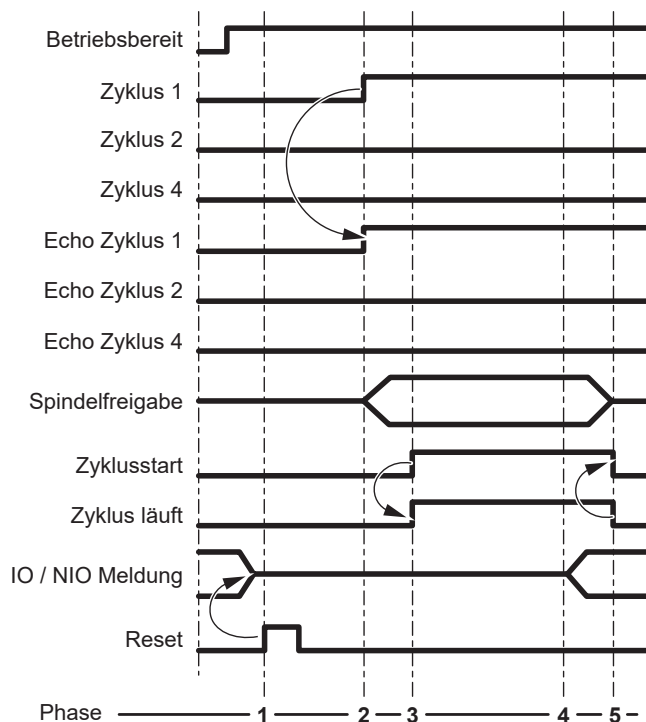 Betriebsbereit
Zyklus 1
Zyklus 2
Zyklus 4
Echo Zyklus 1
Echo Zyklus 2
Echo Zyklus 4
Spindelfreigabe
Zyklusstart
Zyklus läuft
IO / NIO Meldung
Reset
Phase 1 2 3 4 5